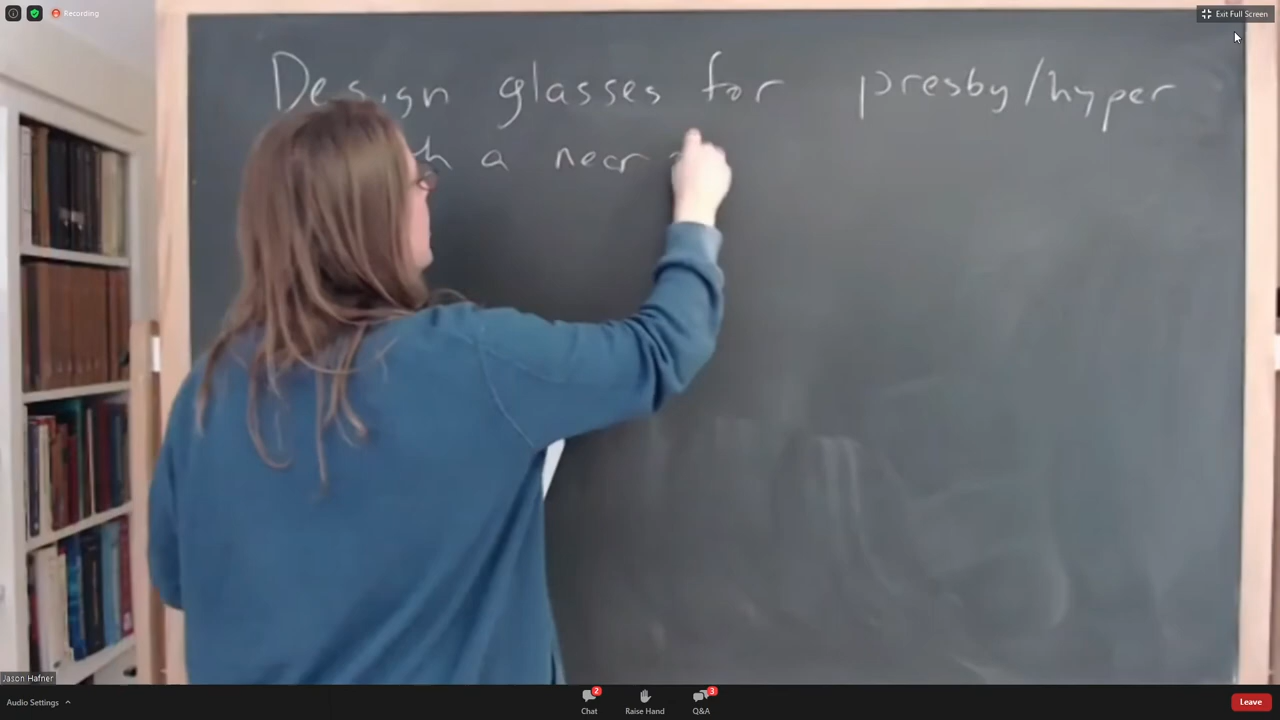 Recording
Exit Full Screen
Design glasses for presby/hyper
a near
Jason Hafner
Audio Settings
2
Chat
Raise Hand
3
Q&A
Leave